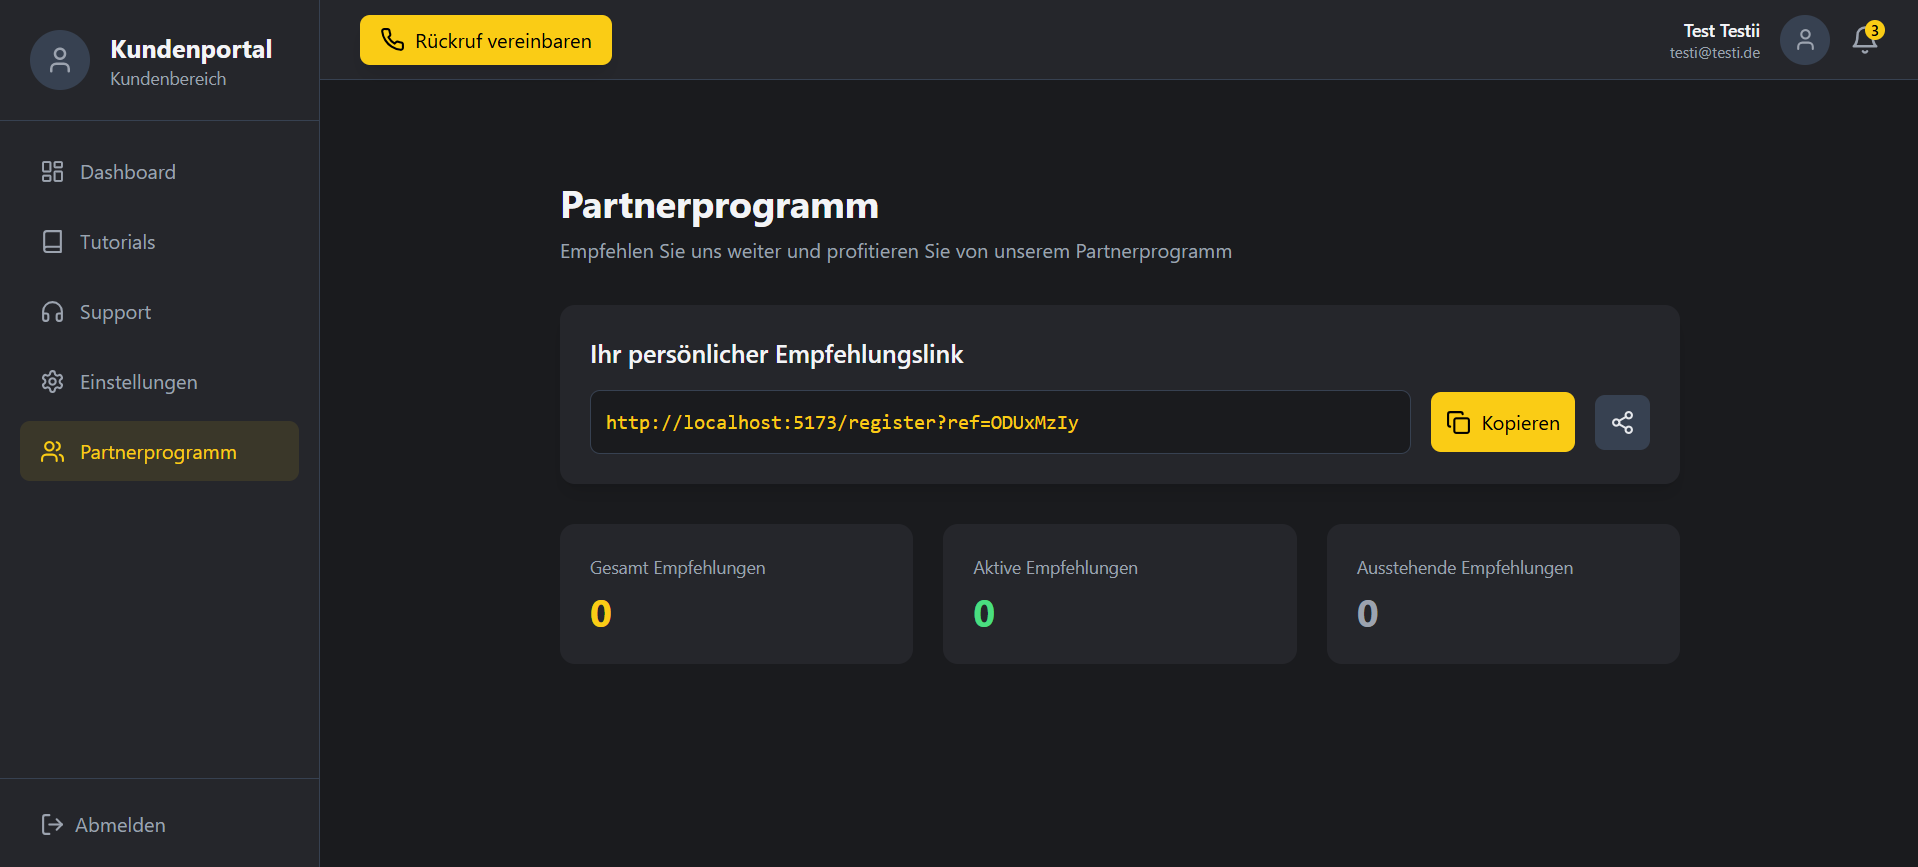 Kundenportal
Kundenbereich
Dashboard
Tutorials
Support
Einstellungen
Partnerprogramm
Abmelden
Rückruf vereinbaren
Test Testii
testi@testi.de
3
Partnerprogramm
Empfehlen Sie uns weiter und profitieren Sie von unserem Partnerprogramm
Ihr persönlicher Empfehlungslink
http://localhost:5173/register?ref=ODUxMzIy
Kopieren
Gesamt Empfehlungen
0
Aktive Empfehlungen
0
Ausstehende Empfehlungen
0